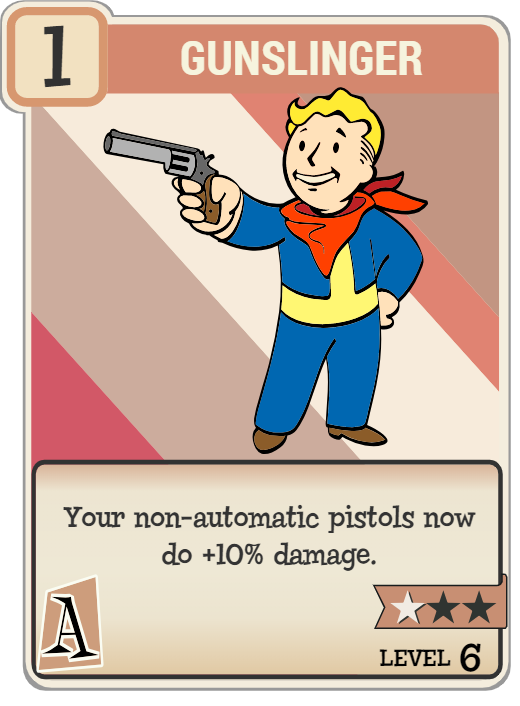 1
GUNSLINGER
Your non-automatic pistols now
do +10% damage.
A
LEVEL 6